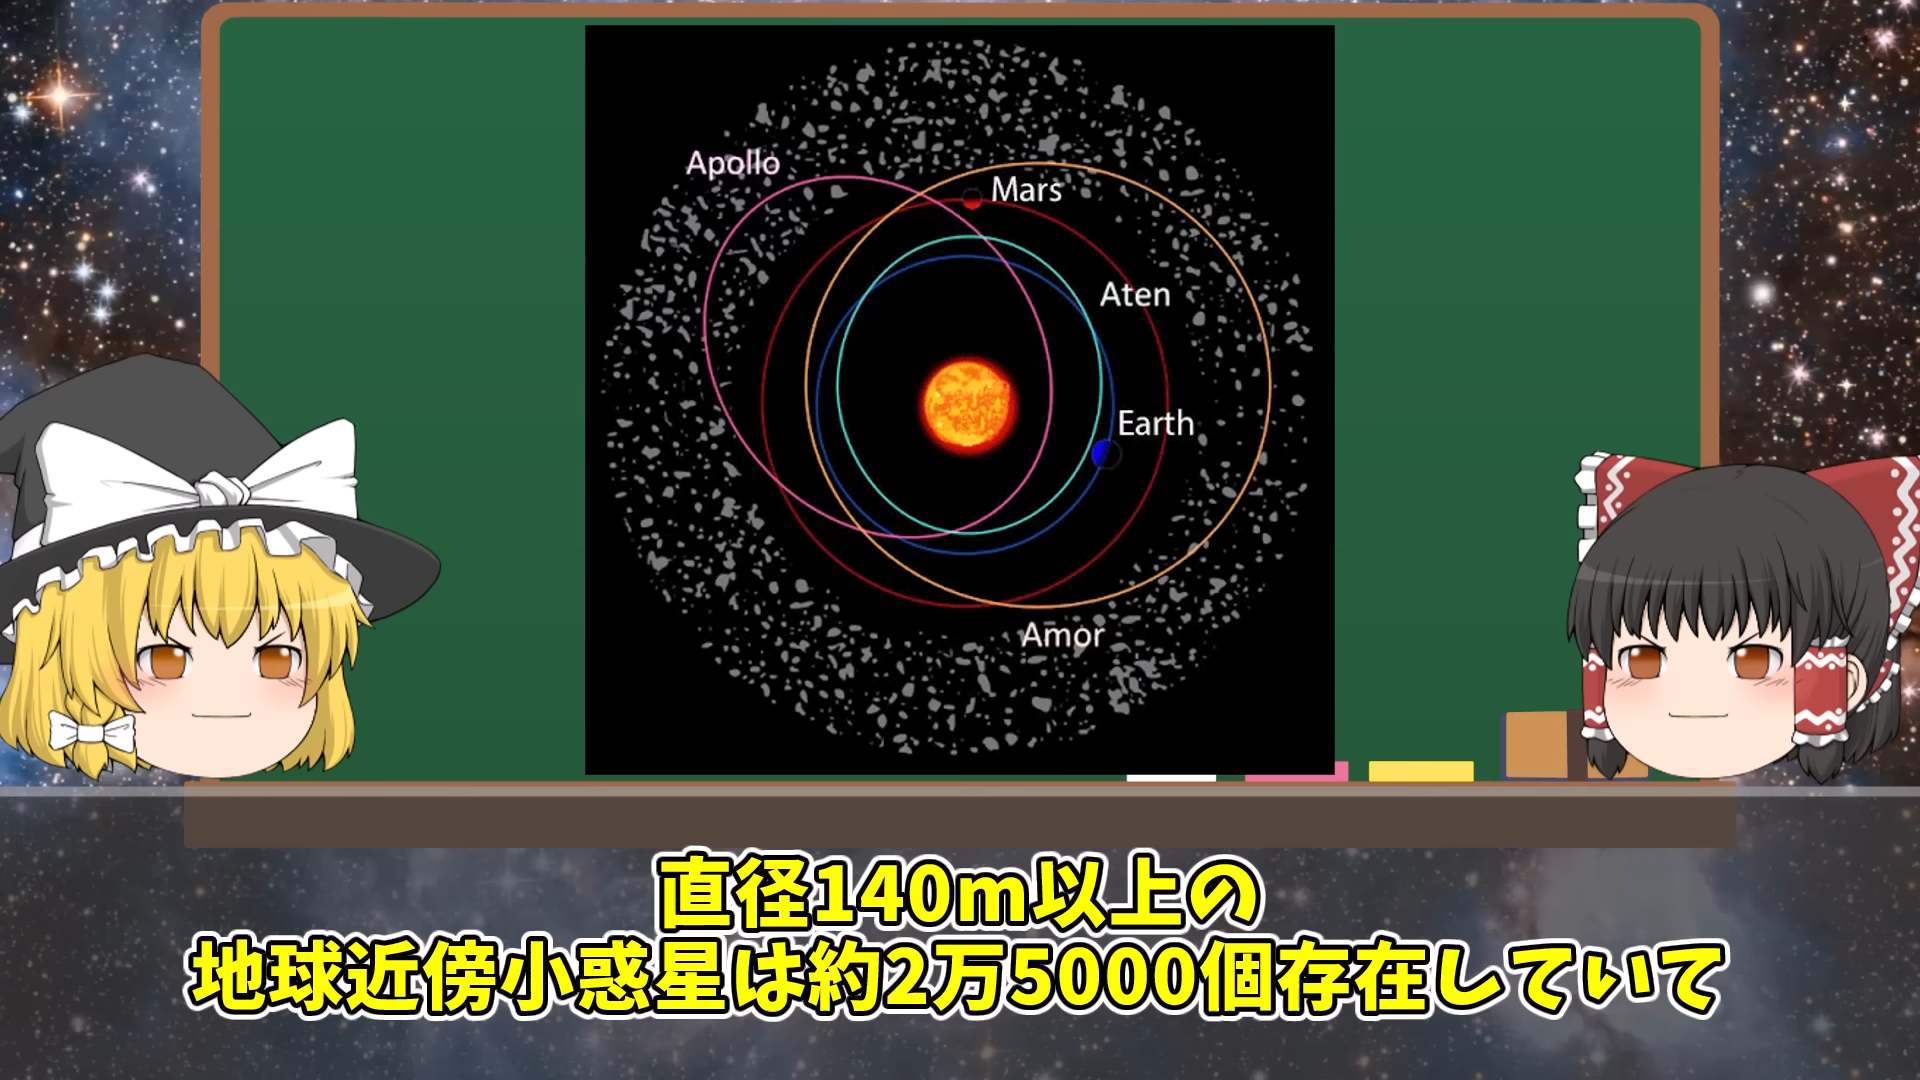 Apollo
Mars
Aten
Earth
Amor
直径140m以上の
地球近傍小惑星は約2万5000個存在していて